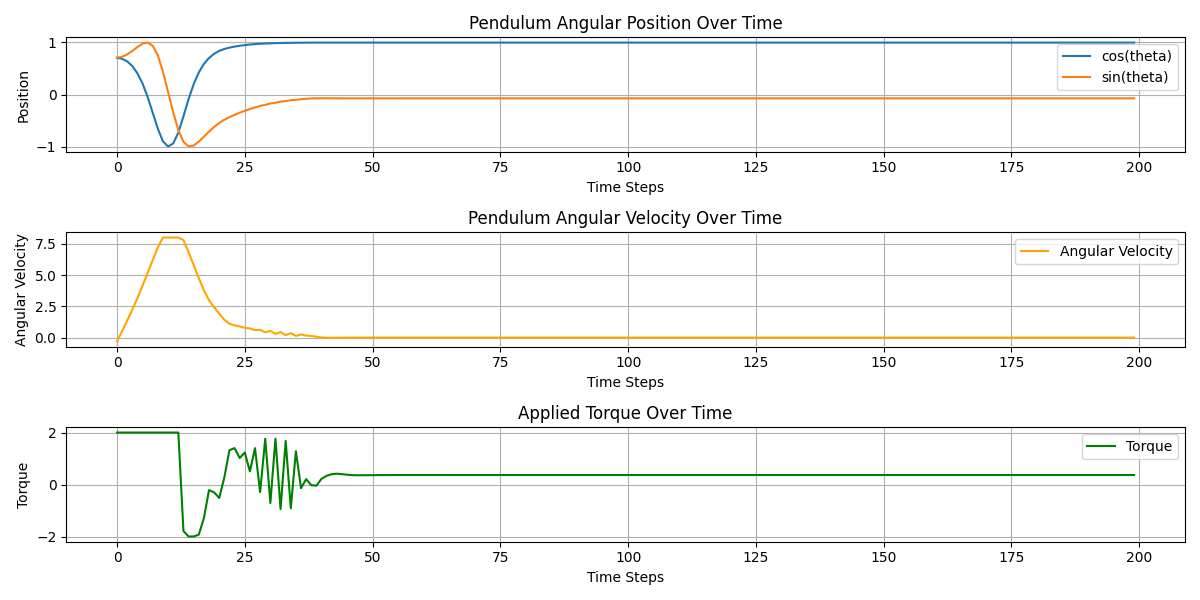 Pendulum Angular Position Over Time
Position
1
0
−1
cos(theta)
sin(theta)
0 25 50 75 100 125 150 175 200
Time Steps
Pendulum Angular Velocity Over Time
Angular Velocity
7.5
5.0
2.5
0.0
Angular Velocity
0 25 50 75 100 125 150 175 200
Time Steps
Applied Torque Over Time
Torque
2
0
−2
Torque
0 25 50 75 100 125 150 175 200
Time Steps